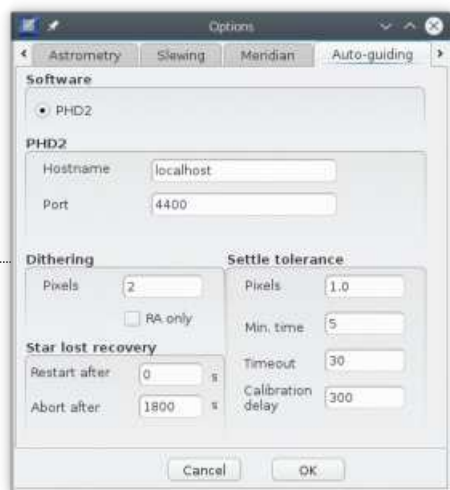 Options
Astrometry Slewing Meridian Auto-guiding
Software
PHD2
PHD2
Hostname localhost
Port 4400
Dithering
Pixels 2
RA only
Star lost recovery
Restart after 0 s
Abort after 1800 s
Settle tolerance
Pixels 1.0
Min. time 5
Timeout 30
Calibration
delay 300
Cancel OK